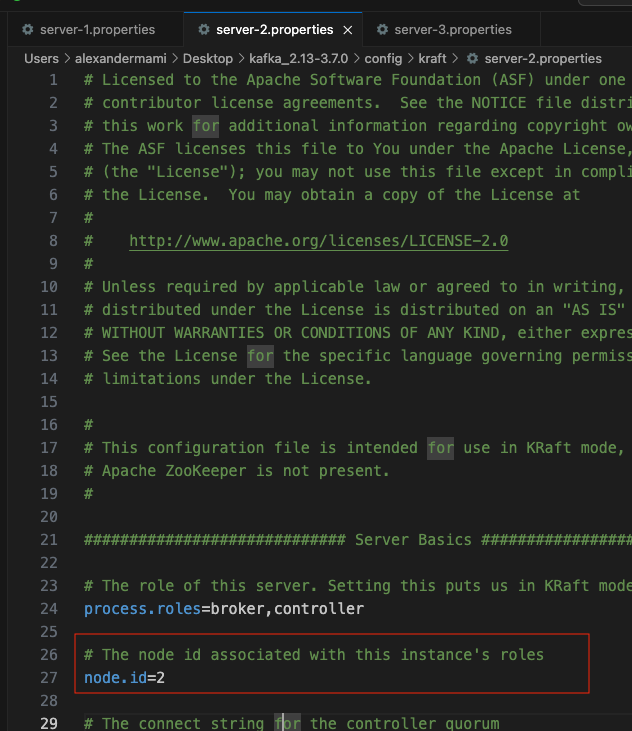 server-1.properties server-2.properties × server-3.properties
Users > alexandermami > Desktop > kafka_2.13-3.7.0 > config > kraft > server-2.properties
1 # Licensed to the Apache Software Foundation (ASF) under one
2 # contributor license agreements.  See the NOTICE file distri
3 # this work for additional information regarding copyright ow
4 # The ASF licenses this file to You under the Apache License,
5 # (the "License"); you may not use this file except in compli
6 # the License.  You may obtain a copy of the License at
7 #
8 #    http://www.apache.org/licenses/LICENSE-2.0
9 #
10 # Unless required by applicable law or agreed to in writing,
11 # distributed under the License is distributed on an "AS IS"
12 # WITHOUT WARRANTIES OR CONDITIONS OF ANY KIND, either expres
13 # See the License for the specific language governing permiss
14 # limitations under the License.
15
16 #
17 # This configuration file is intended for use in KRaft mode,
18 # Apache ZooKeeper is not present.
19 #
20
21 ############################# Server Basics #################
22
23 # The role of this server. Setting this puts us in KRaft mode
24 process.roles=broker,controller
25
26 # The node id associated with this instance's roles
27 node.id=2
28
29 # The connect string for the controller quorum